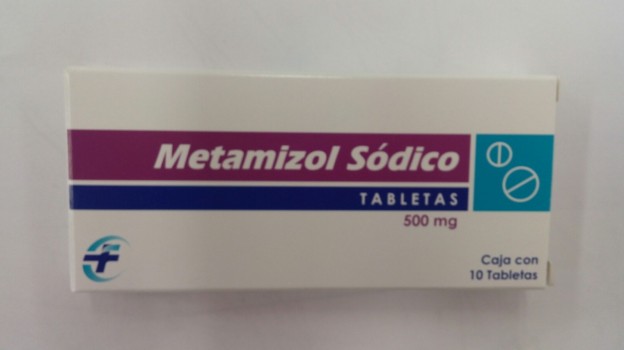 Metamizol Sódico
TABLETAS
500 mg
Caja con
10 Tabletas